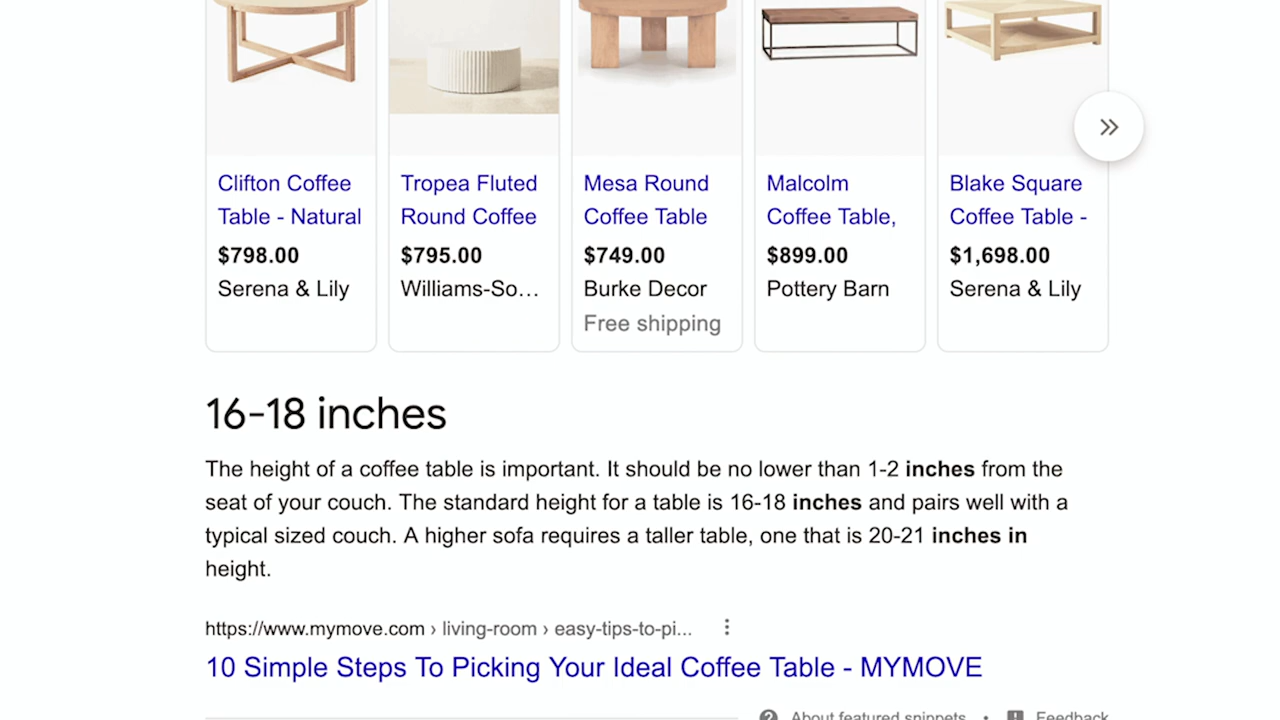 Clifton Coffee
Table - Natural
$798.00
Serena & Lily
Tropea Fluted
Round Coffee
$795.00
Williams-So…
Mesa Round
Coffee Table
$749.00
Burke Decor
Free shipping
Malcolm
Coffee Table,
$899.00
Pottery Barn
Blake Square
Coffee Table -
$1,698.00
Serena & Lily
16-18 inches
The height of a coffee table is important. It should be no lower than 1-2 inches from the
seat of your couch. The standard height for a table is 16-18 inches and pairs well with a
typical sized couch. A higher sofa requires a taller table, one that is 20-21 inches in
height.
https://www.mymove.com › living-room › easy-tips-to-pi...
10 Simple Steps To Picking Your Ideal Coffee Table - MYMOVE
About featured snippets • Feedback